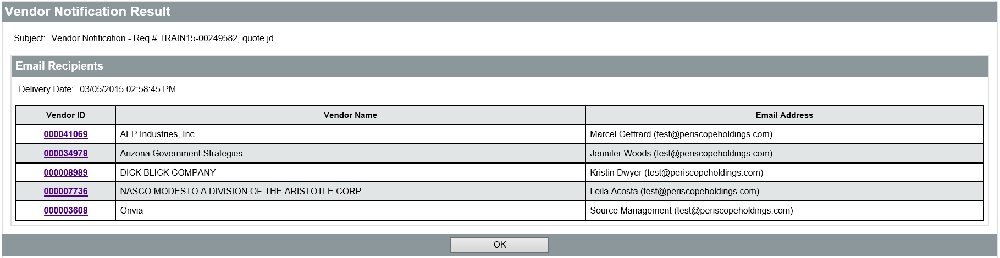 Vendor Notification Result
Subject: Vendor Notification - Req # TRAIN15-00249582, quote jd
Email Recipients
Delivery Date: 03/05/2015 02:58:45 PM
Vendor ID Vendor Name Email Address
000041069 AFP Industries, Inc. Marcel Geffrard (test@periscopeholdings.com)
000034978 Arizona Government Strategies Jennifer Woods (test@periscopeholdings.com)
000008989 DICK BLICK COMPANY Kristin Dwyer (test@periscopeholdings.com)
000007736 NASCO MODESTO A DIVISION OF THE ARISTOTLE CORP Leila Acosta (test@periscopeholdings.com)
000003608 Onvia Source Management (test@periscopeholdings.com)
OK